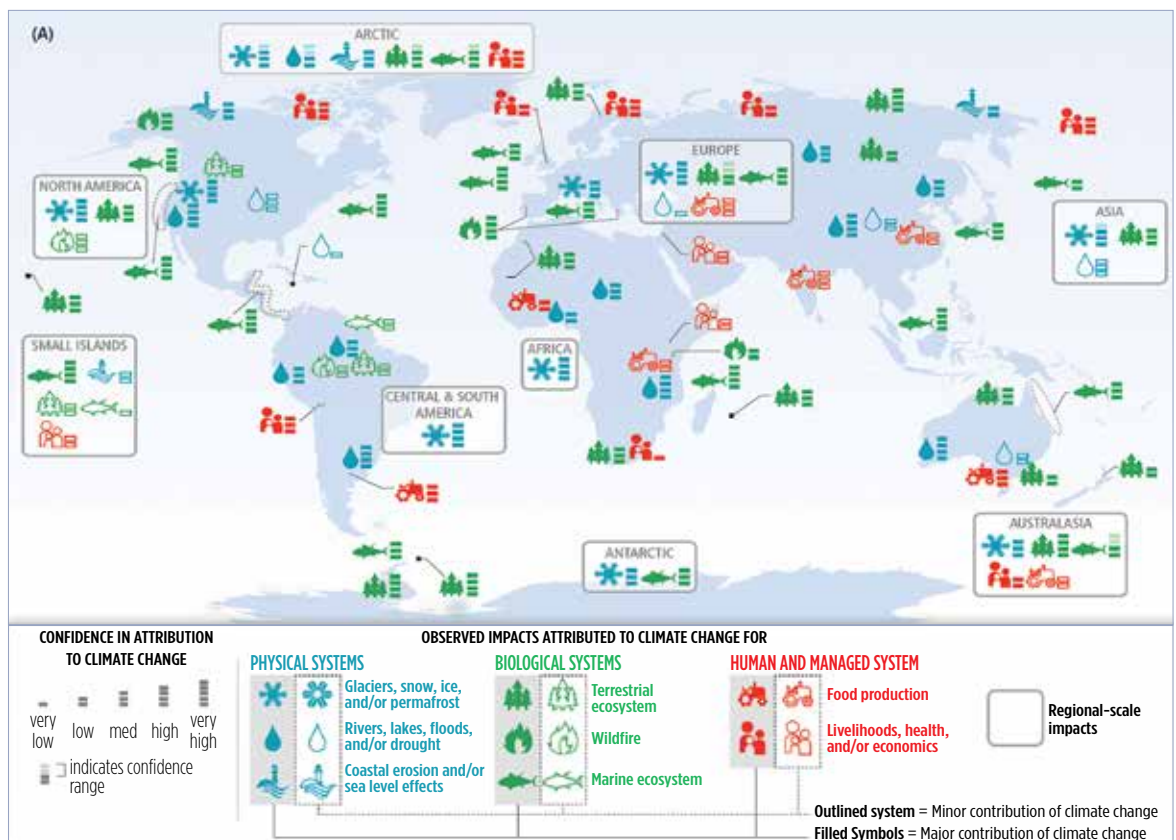 (A)
ARCTIC
EUROPE
NORTH AMERICA
ASIA
SMALL ISLANDS
AFRICA
CENTRAL & SOUTH
AMERICA
AUSTRALASIA
ANTARCTIC
CONFIDENCE IN ATTRIBUTION
TO CLIMATE CHANGE
very
low
low
med
high
very
high
indicates confidence
range
OBSERVED IMPACTS ATTRIBUTED TO CLIMATE CHANGE FOR
PHYSICAL SYSTEMS
Glaciers, snow, ice,
and/or permafrost
Rivers, lakes, floods,
and/or drought
Coastal erosion and/or
sea level effects
BIOLOGICAL SYSTEMS
Terrestrial
ecosystem
Wildfire
Marine ecosystem
HUMAN AND MANAGED SYSTEM
Food production
Livelihoods, health,
and/or economics
Regional-scale
impacts
Outlined system = Minor contribution of climate change
Filled Symbols = Major contribution of climate change